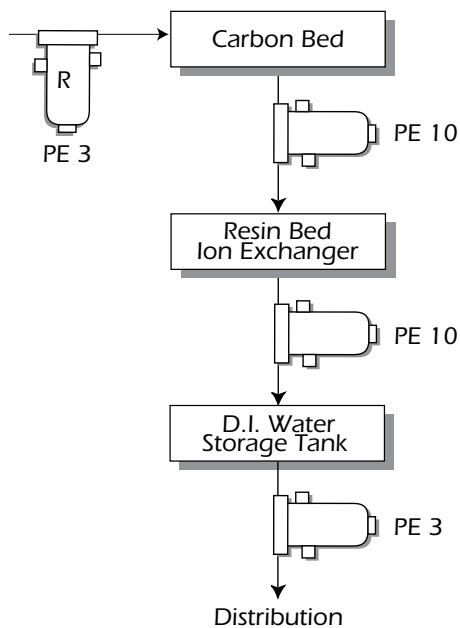 Carbon Bed
R
PE 3
PE 10
Resin Bed
Ion Exchanger
PE 10
D.I. Water
Storage Tank
PE 3
Distribution